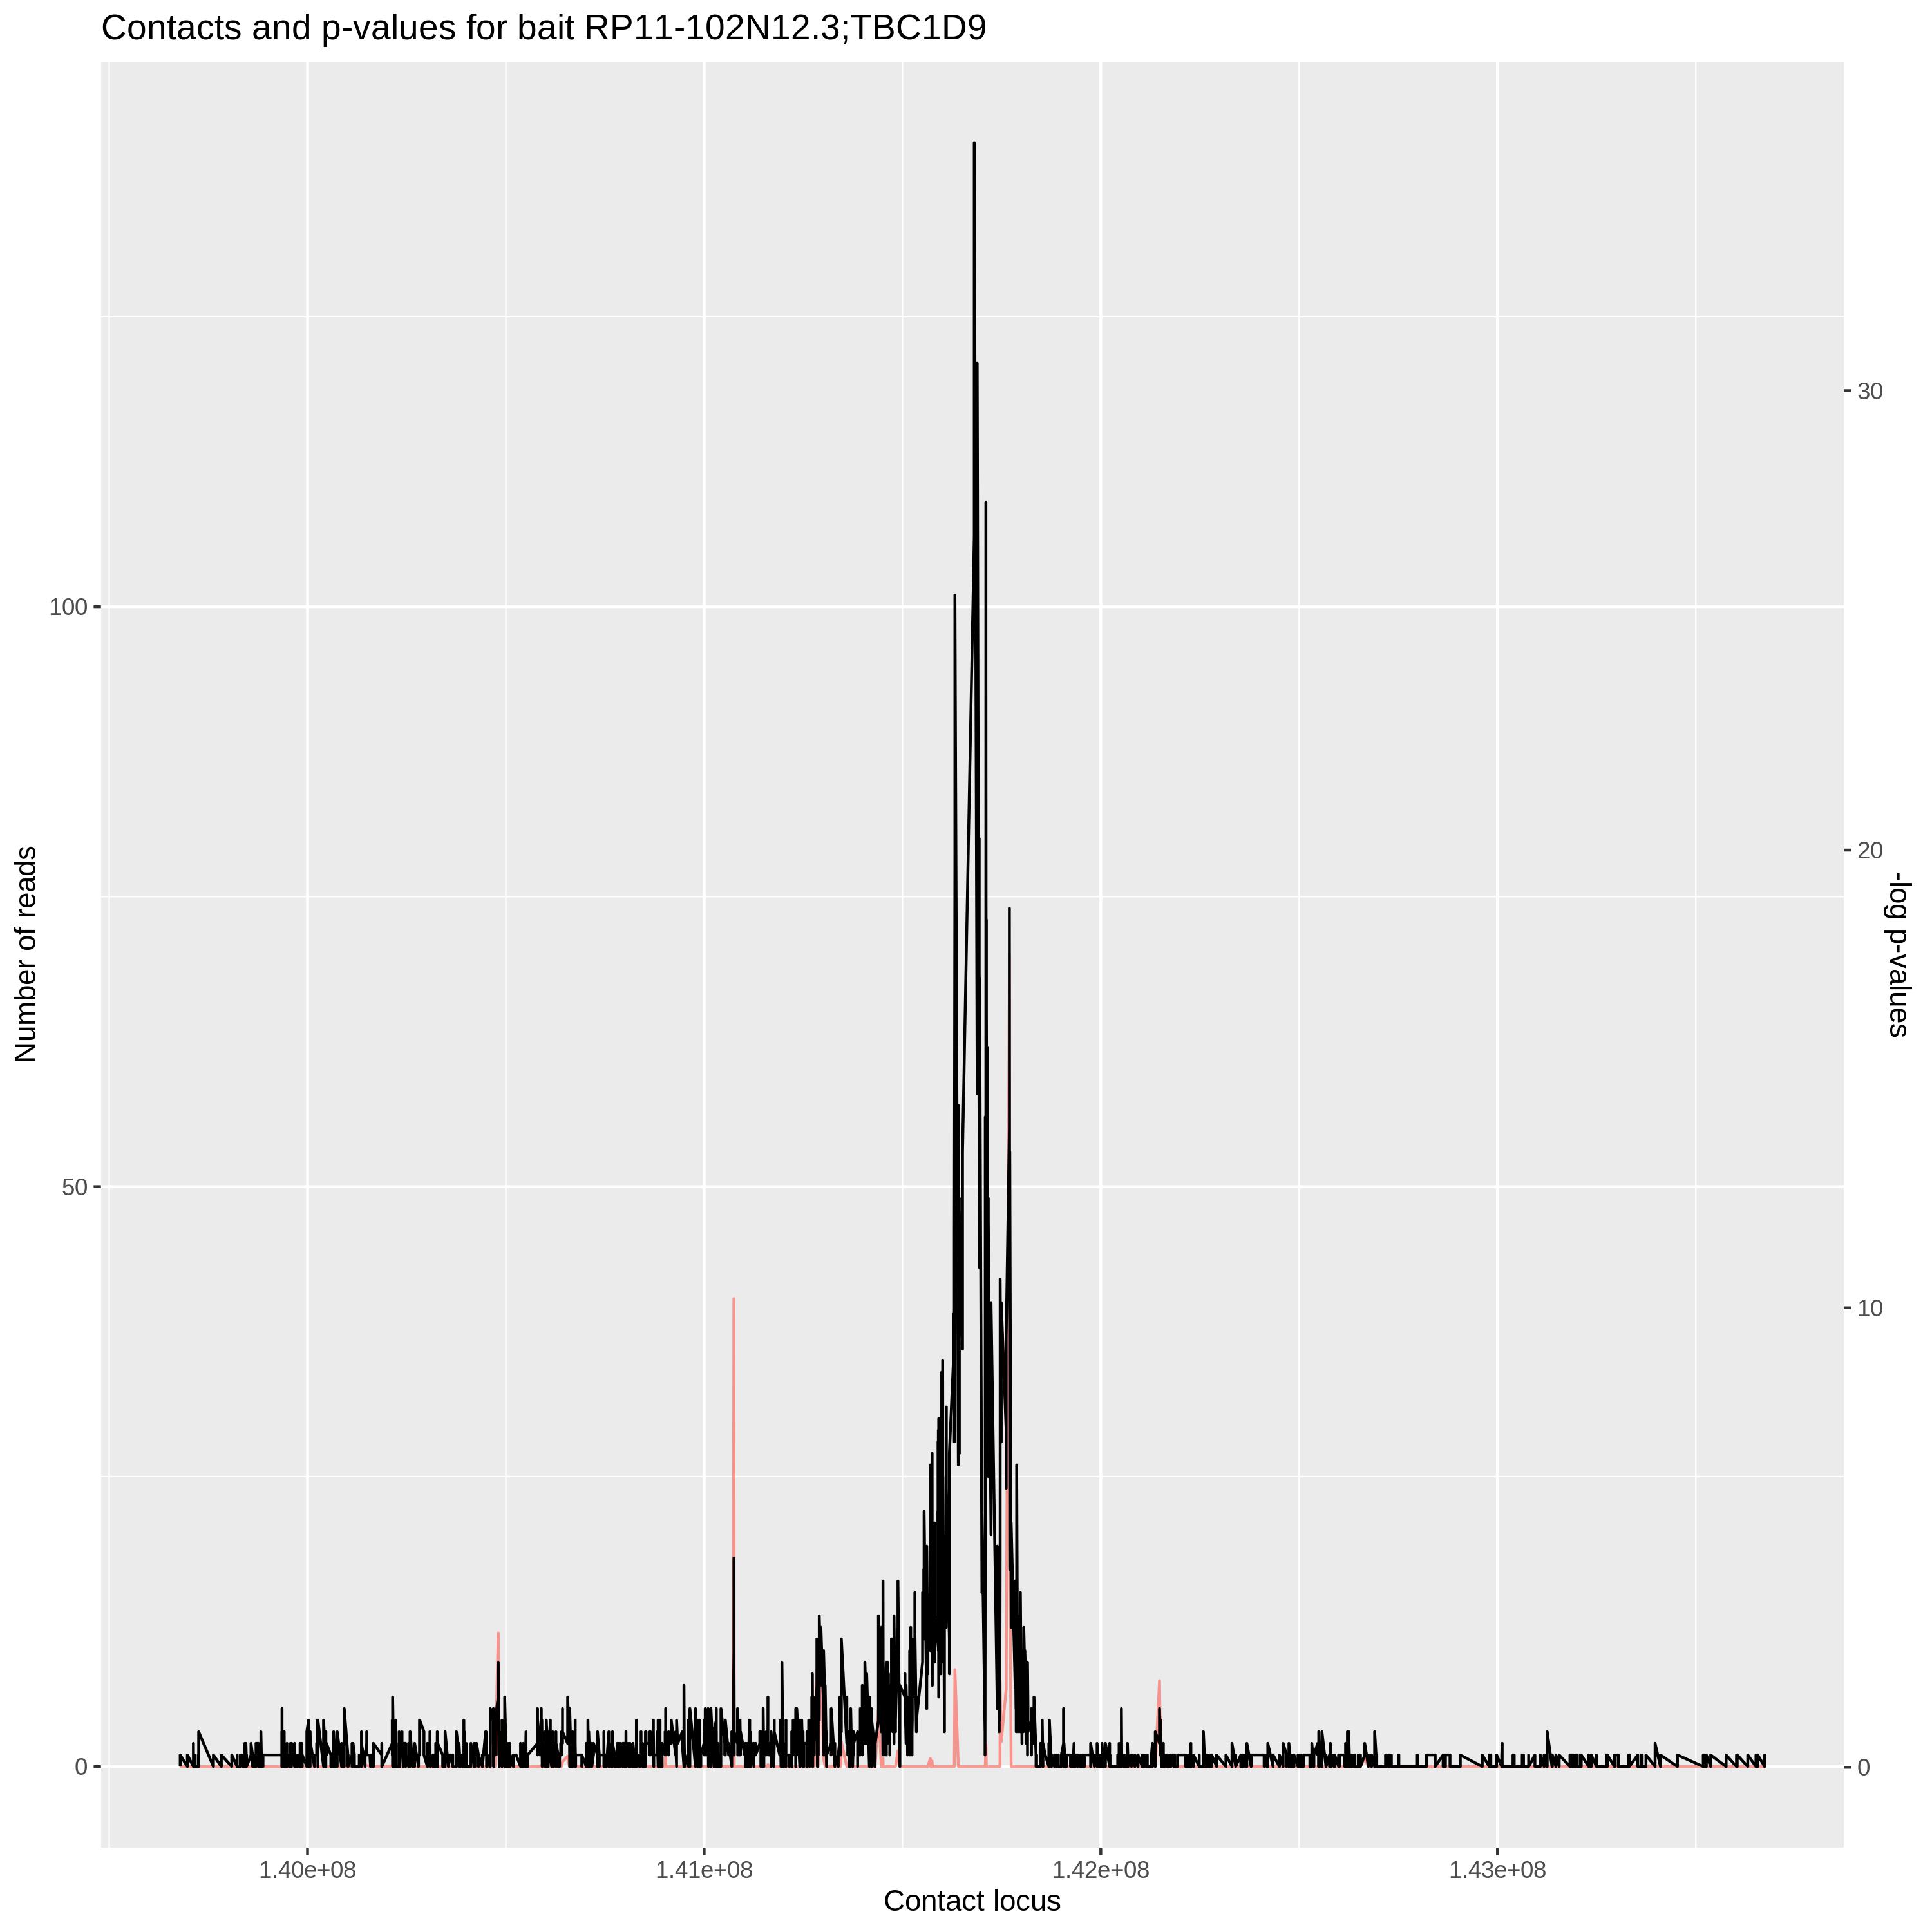 Contacts and p-values for bait RP11-102N12.3;TBC1D9
Number of reads
100
50
0
30
20
10
0
-log p-values
1.40e+08
1.41e+08
1.42e+08
1.43e+08
Contact locus